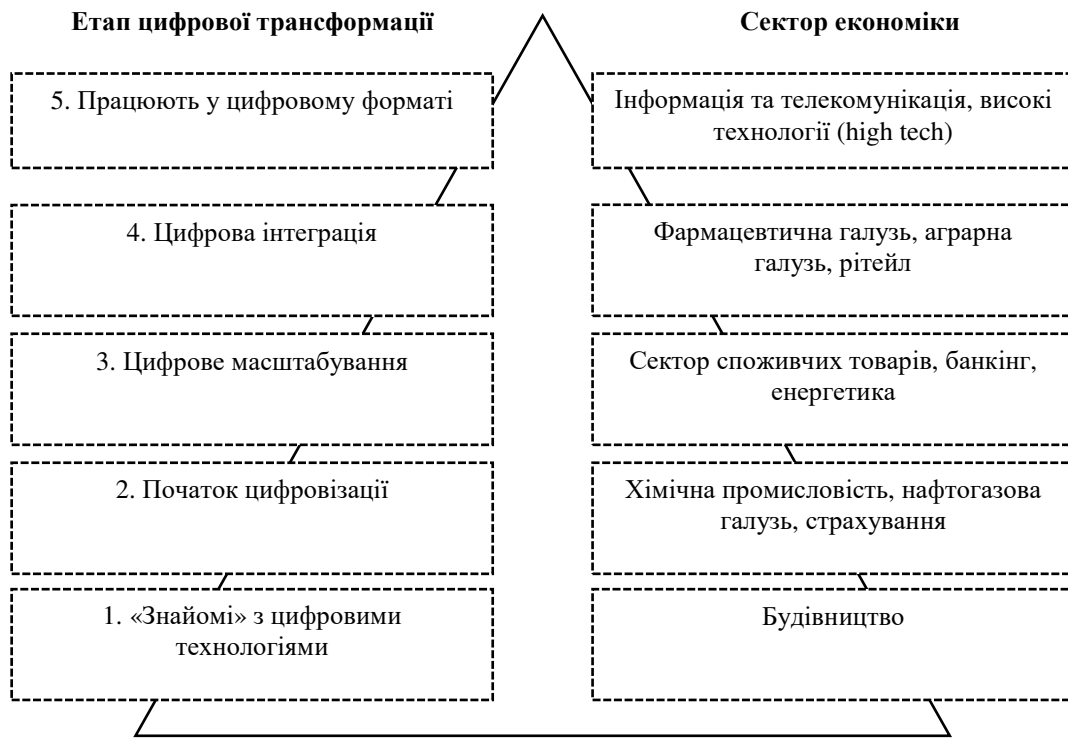 Етап цифрової трансформації
Сектор економіки
5. Працюють у цифровому форматі
Інформація та телекомунікація, високі
технології (high tech)
4. Цифрова інтеграція
Фармацевтична галузь, аграрна
галузь, рітейл
3. Цифрове масштабування
Сектор споживчих товарів, банкінг,
енергетика
2. Початок цифровізації
Хімічна промисловість, нафтогазова
галузь, страхування
1. «Знайомі» з цифровими
технологіями
Будівництво